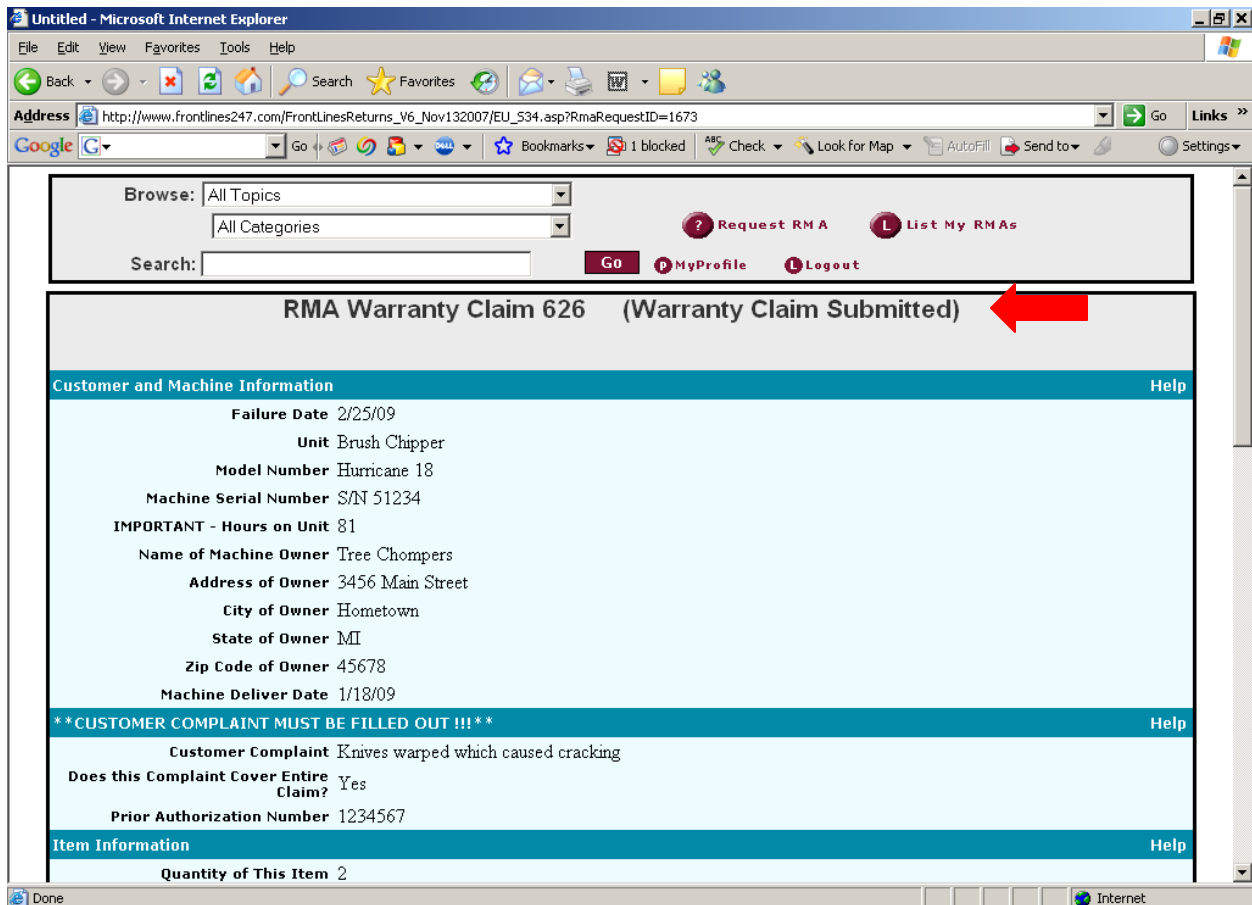 Untitled - Microsoft Internet Explorer
File Edit View Favorites Tools Help
Back Search Favorites
Address http://www.frontlines247.com/FrontLinesReturns_V6_Nov132007/EU_S34.asp?RmaRequestID=1673 Go Links »
Google G Go Bookmarks 1 blocked ABC Check Look for Map AutoFill Send to Settings
Browse: All Topics
All Categories ? Request RMA L List My RMAs
Search: Go P MyProfile L Logout
RMA Warranty Claim 626 (Warranty Claim Submitted)
Customer and Machine Information Help
Failure Date 2/25/09
Unit Brush Chipper
Model Number Hurricane 18
Machine Serial Number S/N 51234
IMPORTANT - Hours on Unit 81
Name of Machine Owner Tree Chompers
Address of Owner 3456 Main Street
City of Owner Hometown
State of Owner MI
Zip Code of Owner 45678
Machine Deliver Date 1/18/09
**CUSTOMER COMPLAINT MUST BE FILLED OUT !!!** Help
Customer Complaint Knives warped which caused cracking
Does this Complaint Cover Entire
Claim? Yes
Prior Authorization Number 1234567
Item Information Help
Quantity of This Item 2
Done Internet